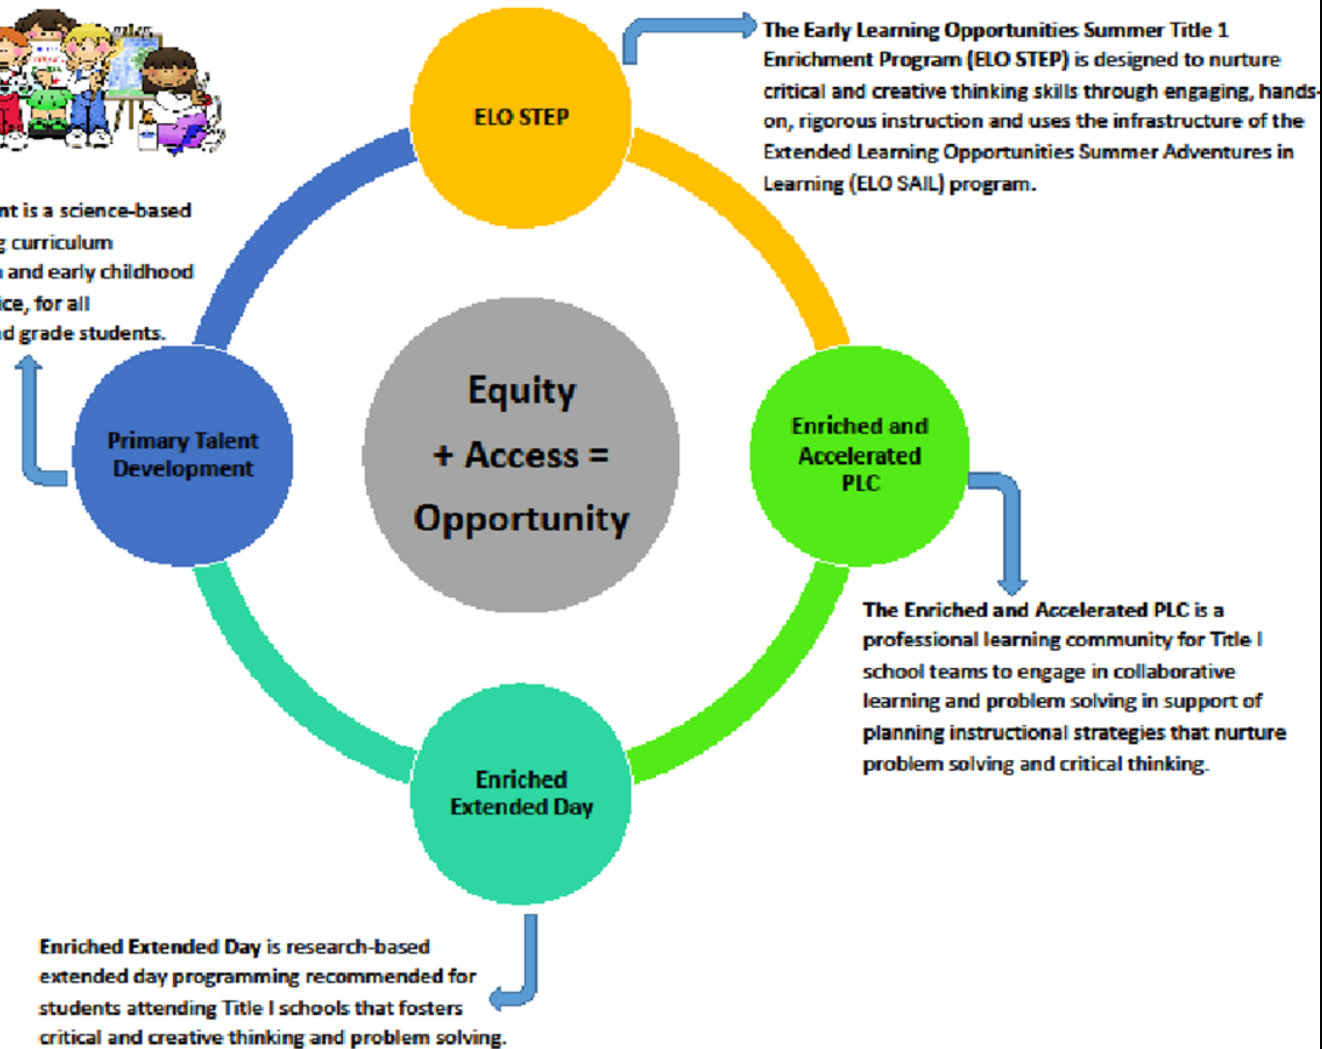 ELO STEP
The Early Learning Opportunities Summer Title 1
Enrichment Program (ELO STEP) is designed to nurture
critical and creative thinking skills through engaging, hands-
on, rigorous instruction and uses the infrastructure of the
Extended Learning Opportunities Summer Adventures in
Learning (ELO SAIL) program.
nt is a science-based
g curriculum
and early childhood
ice, for all
d grade students.
Primary Talent
Development
Equity
+ Access =
Opportunity
Enriched and
Accelerated
PLC
The Enriched and Accelerated PLC is a
professional learning community for Title I
school teams to engage in collaborative
learning and problem solving in support of
planning instructional strategies that nurture
problem solving and critical thinking.
Enriched
Extended Day
Enriched Extended Day is research-based
extended day programming recommended for
students attending Title I schools that fosters
critical and creative thinking and problem solving.